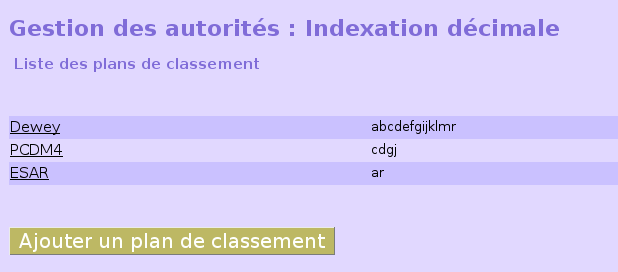 Gestion des autorités : Indexation décimale
Liste des plans de classement
Dewey abcdefgijklmr
PCDM4 cdgj
ESAR ar
Ajouter un plan de classement